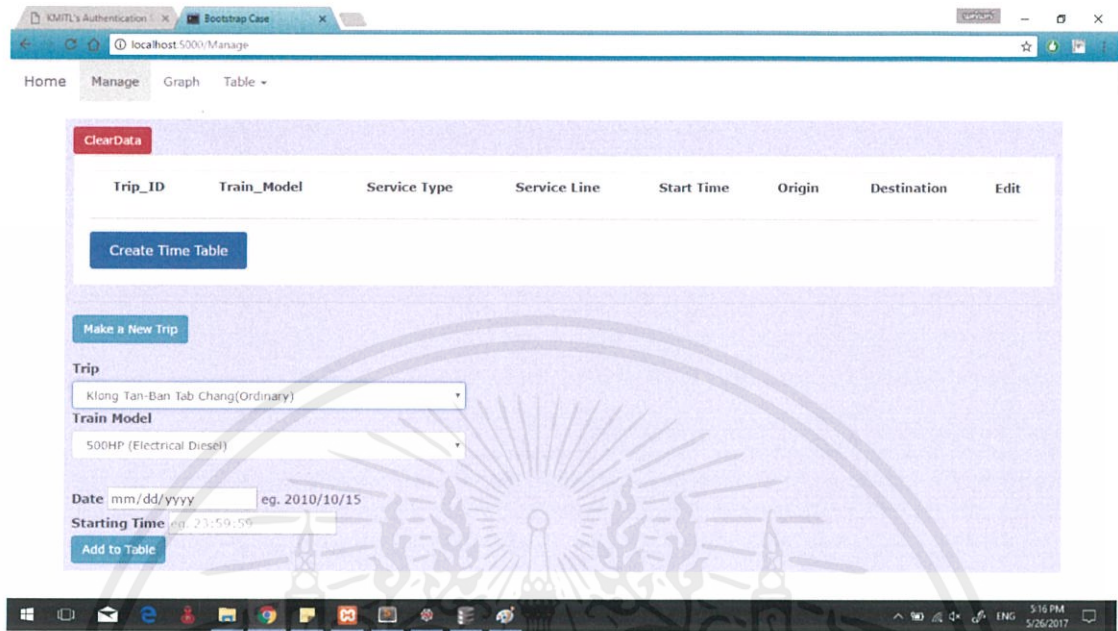 KMITL's Authentication
Bootstrap Case
localhost:5000/Manage
Home Manage Graph Table
ClearData
Trip_ID Train_Model Service Type Service Line Start Time Origin Destination Edit
Create Time Table
Make a New Trip
Trip
Klong Tan-Ban Tab Chang(Ordinary)
Train Model
500HP (Electrical Diesel)
Date mm/dd/yyyy eg. 2010/10/15
Starting Time eg. 23:59:59
Add to Table
ENG 5:16 PM
5/26/2017